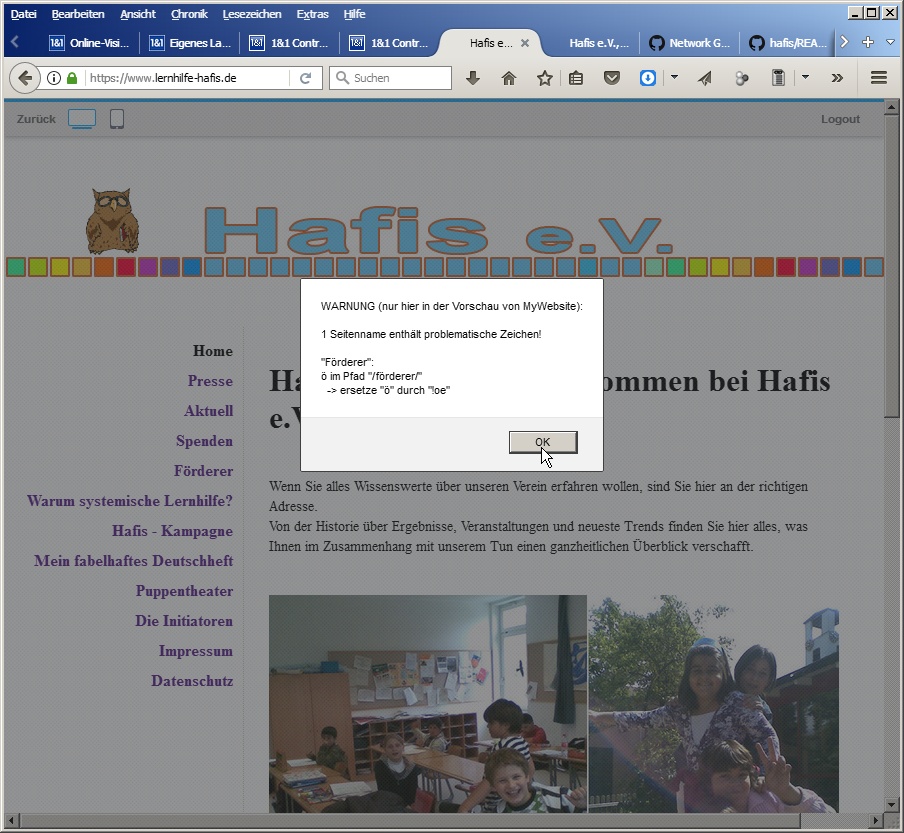 Datei Bearbeiten Ansicht Chronik Lesezeichen Extras Hilfe
1&1 Online-Visi... 1&1 Eigenes La... 1&1 1&1 Contr... 1&1 1&1 Contr... Hafis e... Hafis e.V.,... Network G... hafis/REA...
https://www.lernhilfe-hafis.de Suchen
Zurück Logout
Hafis e.V.
WARNUNG (nur hier in der Vorschau von MyWebsite):
1 Seitenname enthält problematische Zeichen!
"Förderer":
ö im Pfad "/förderer/"
-> ersetze "ö" durch "!oe"
OK
Home
Presse
Aktuell
Spenden
Förderer
Warum systemische Lernhilfe?
Hafis - Kampagne
Mein fabelhaftes Deutschheft
Puppentheater
Die Initiatoren
Impressum
Datenschutz
Ha ommen bei Hafis
e.V
Wenn Sie alles Wissenswerte über unseren Verein erfahren wollen, sind Sie hier an der richtigen
Adresse.
Von der Historie über Ergebnisse, Veranstaltungen und neueste Trends finden Sie hier alles, was
Ihnen im Zusammenhang mit unserem Tun einen ganzheitlichen Überblick verschafft.